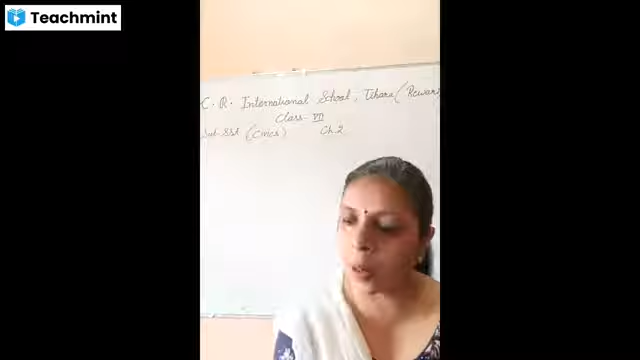 Teachmint
C. R. International School, Tihara (Rewari
Class - VII
Sub. SSt (Civics) Ch. 2